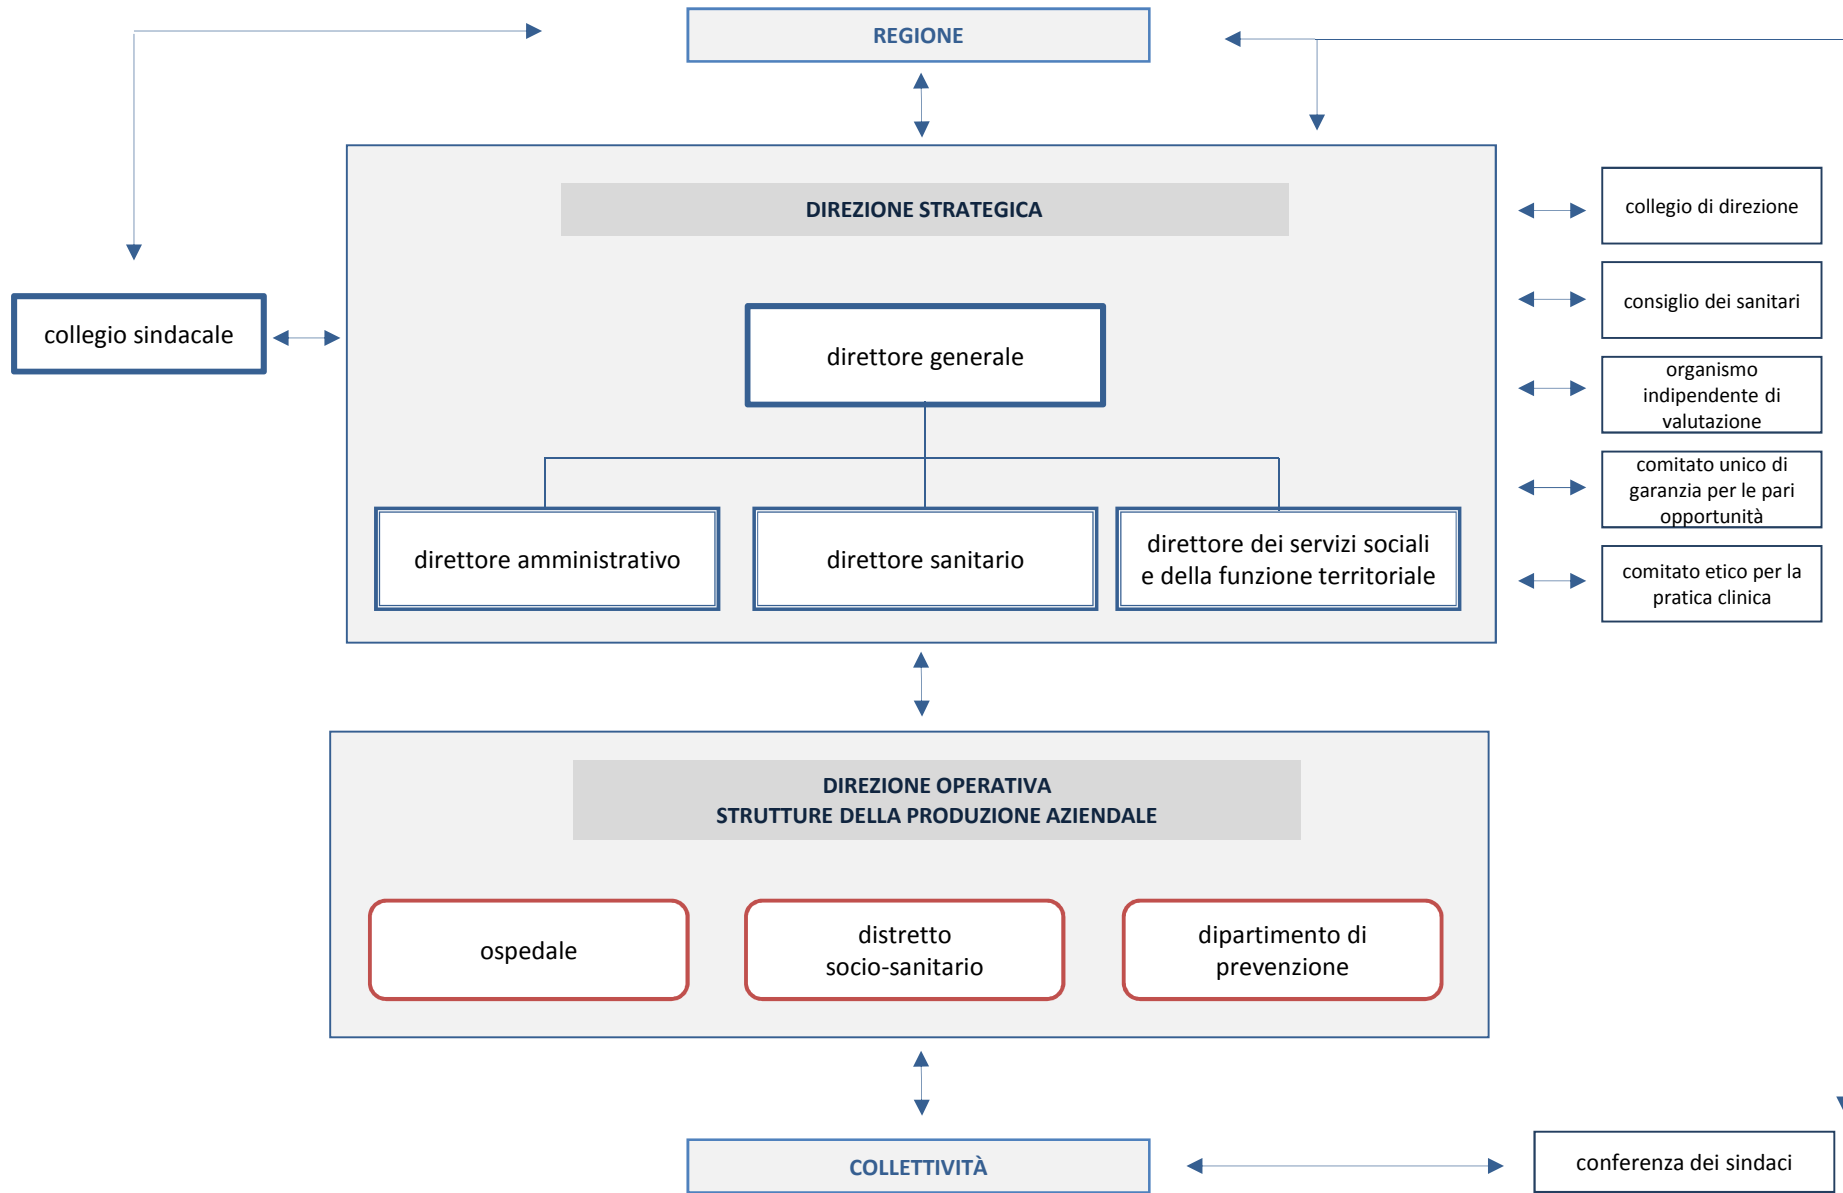 REGIONE
DIREZIONE STRATEGICA
collegio di direzione
consiglio dei sanitari
collegio sindacale
direttore generale
organismo
indipendente di
valutazione
comitato unico di
garanzia per le pari
opportunità
direttore amministrativo
direttore sanitario
direttore dei servizi sociali
e della funzione territoriale
comitato etico per la
pratica clinica
DIREZIONE OPERATIVA
STRUTTURE DELLA PRODUZIONE AZIENDALE
ospedale
distretto
socio-sanitario
dipartimento di
prevenzione
COLLETTIVITÀ
conferenza dei sindaci